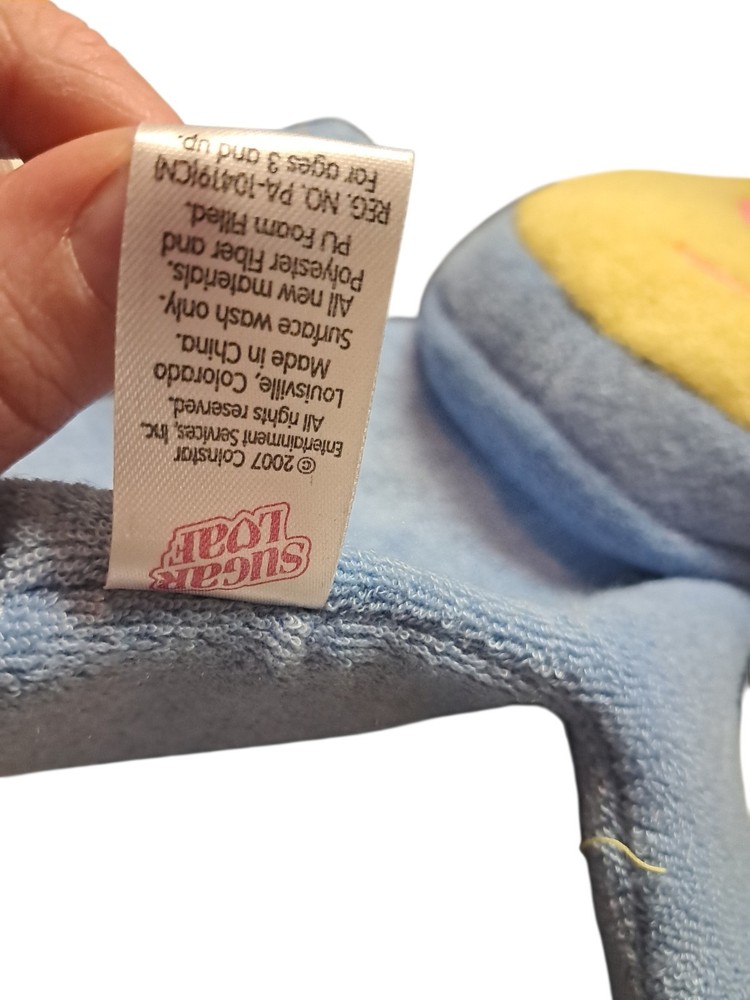 SUGAR
LOAF
© 2007 Coinstar
Entertainment Services, Inc.
All rights reserved.
Louisville, Colorado
Made in China.
Surface wash only.
All new materials.
Polyester Fiber and
PU Foam Filled.
REG. NO. PA-10419(CN)
For ages 3 and up.